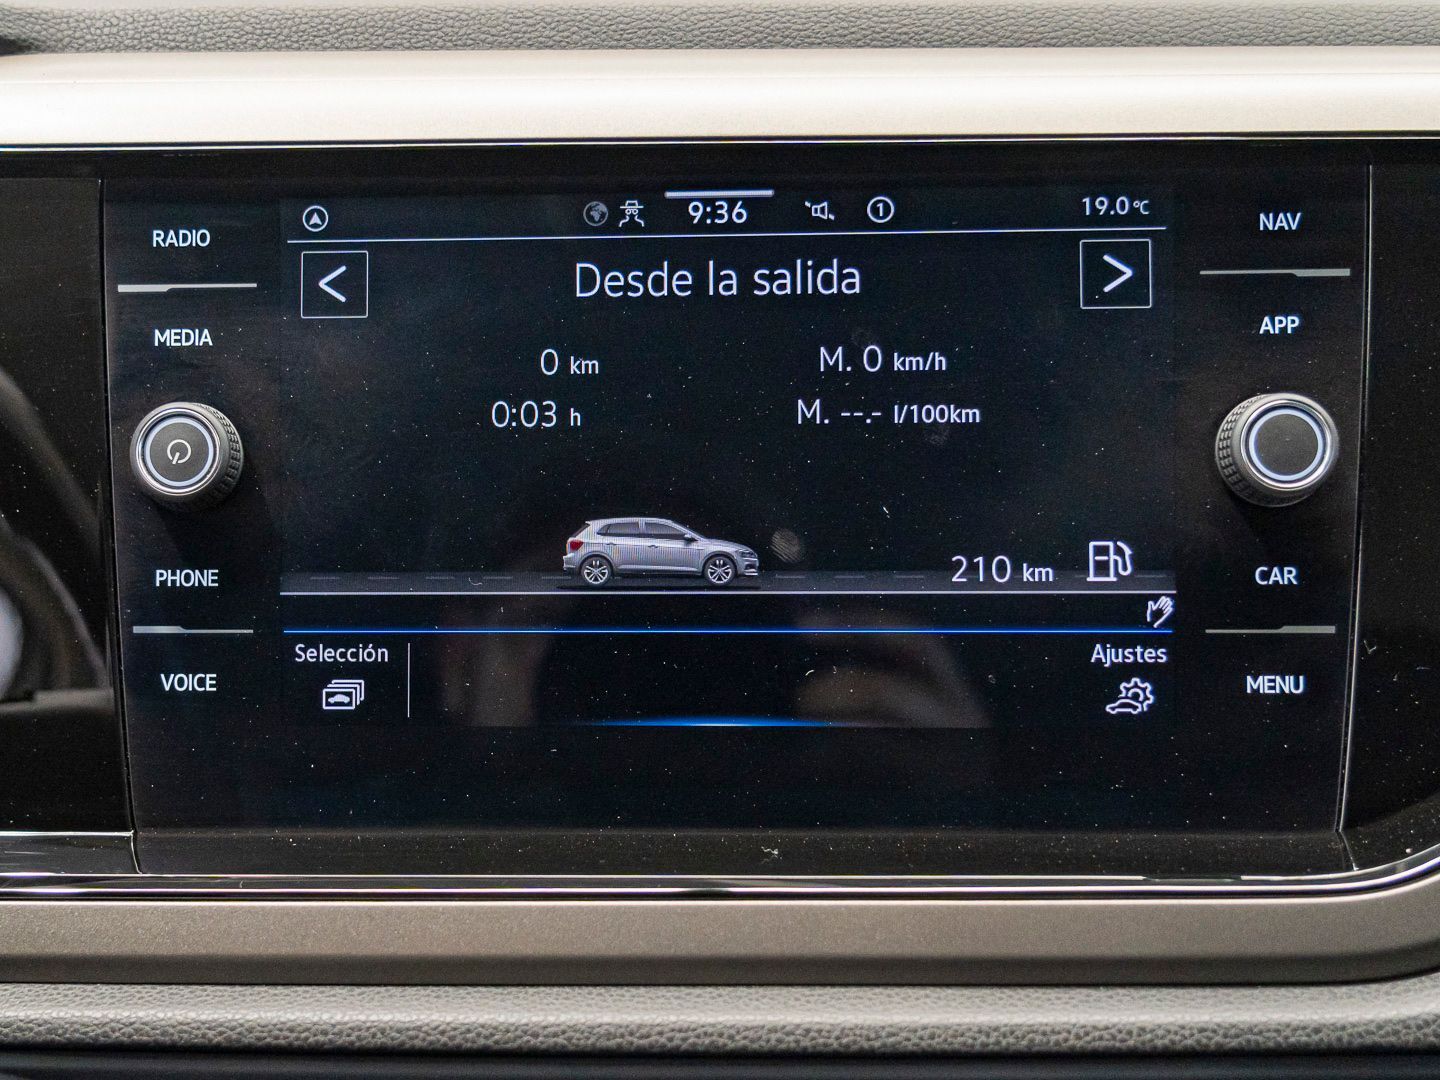 RADIO
MEDIA
PHONE
VOICE
9:36
1
19.0°C
Desde la salida
0 km
M. 0 km/h
0:03 h
M. --.- l/100km
210 km
Selección
Ajustes
NAV
APP
CAR
MENU